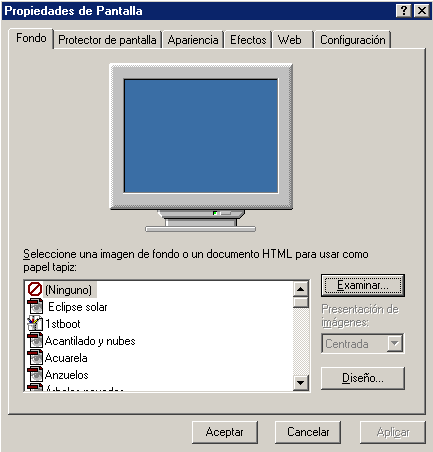 Propiedades de Pantalla
Fondo
Protector de pantalla
Apariencia
Efectos
Web
Configuración
Seleccione una imagen de fondo o un documento HTML para usar como
papel tapiz:
(Ninguno)
Eclipse solar
1stboot
Acantilado y nubes
Acuarela
Anzuelos
Examinar...
Presentación de
imágenes:
Centrada
Diseño...
Aceptar
Cancelar
Aplicar